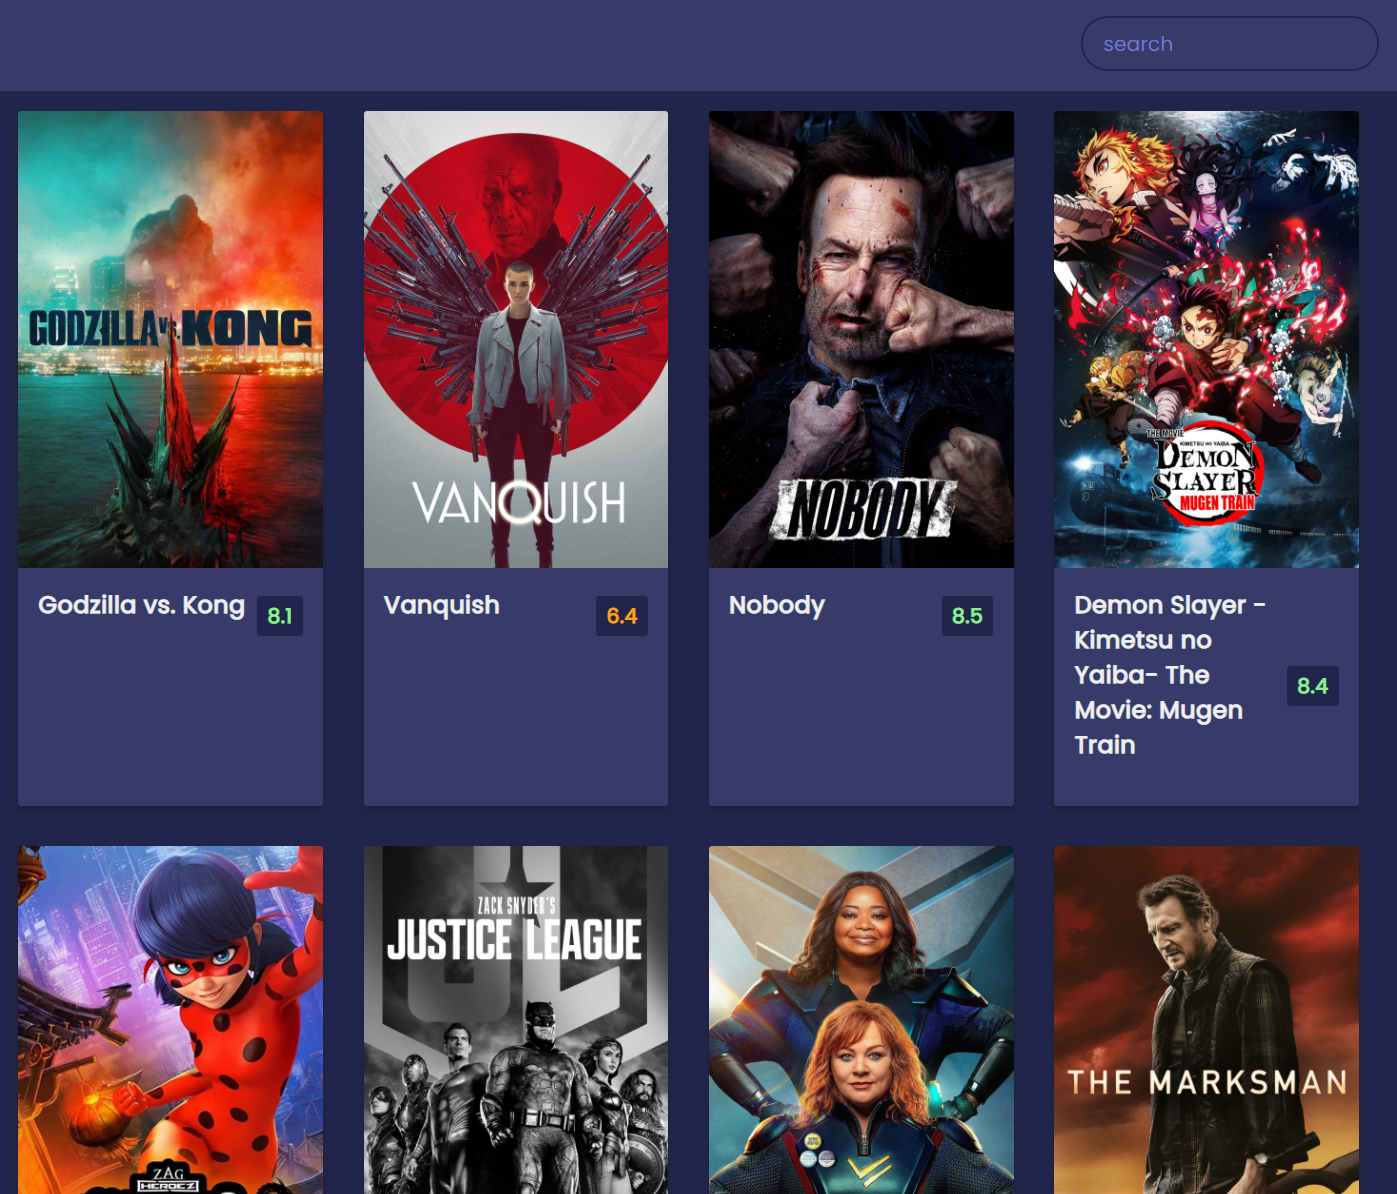 search
GODZILLA vs. KONG
VANQUISH
NOBODY
THE MOVIE
KIMETSU NO YAIBA
DEMON
SLAYER
MUGEN TRAIN
Godzilla vs. Kong
8.1
Vanquish
6.4
Nobody
8.5
Demon Slayer -
Kimetsu no
Yaiba- The
Movie: Mugen
Train
8.4
ZAG
HEROEZ
ZACK SNYDER'S
JUSTICE LEAGUE
THE MARKSMAN